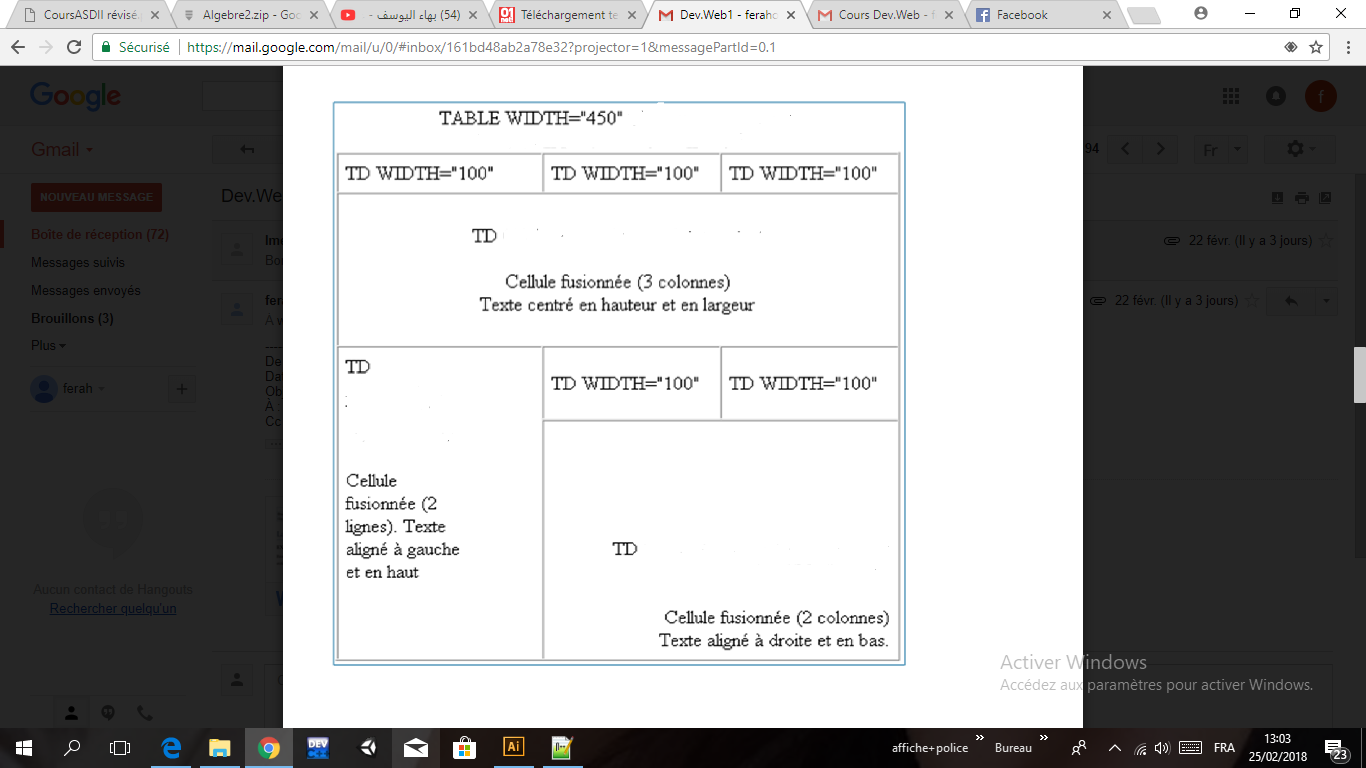 CoursASDII révisé.
Algebre2.zip - Goo
(54) بهاء اليوسف -
Téléchargement te
Dev.Web1 - feraho
Cours Dev.Web - f
Facebook
Sécurisé https://mail.google.com/mail/u/0/#inbox/161bd48ab2a78e32?projector=1&messagePartId=0.1
Google
f
Gmail
94
Fr
NOUVEAU MESSAGE
Dev.We
Boîte de réception (72)
Messages suivis
Messages envoyés
Brouillons (3)
Plus
ferah
22 févr. (Il y a 3 jours)
22 févr. (Il y a 3 jours)
Aucun contact de Hangouts
Rechercher quelqu'un
TABLE WIDTH="450"
TD WIDTH="100" TD WIDTH="100" TD WIDTH="100"
TD
Cellule fusionnée (3 colonnes)
Texte centré en hauteur et en largeur
TD
TD WIDTH="100" TD WIDTH="100"
Cellule
fusionnée (2
lignes). Texte
aligné à gauche
et en haut
TD
Cellule fusionnée (2 colonnes)
Texte aligné à droite et en bas.
Activer Windows
Accédez aux paramètres pour activer Windows.
DEV
Ai
affiche+police
Bureau
FRA
13:03
25/02/2018
23